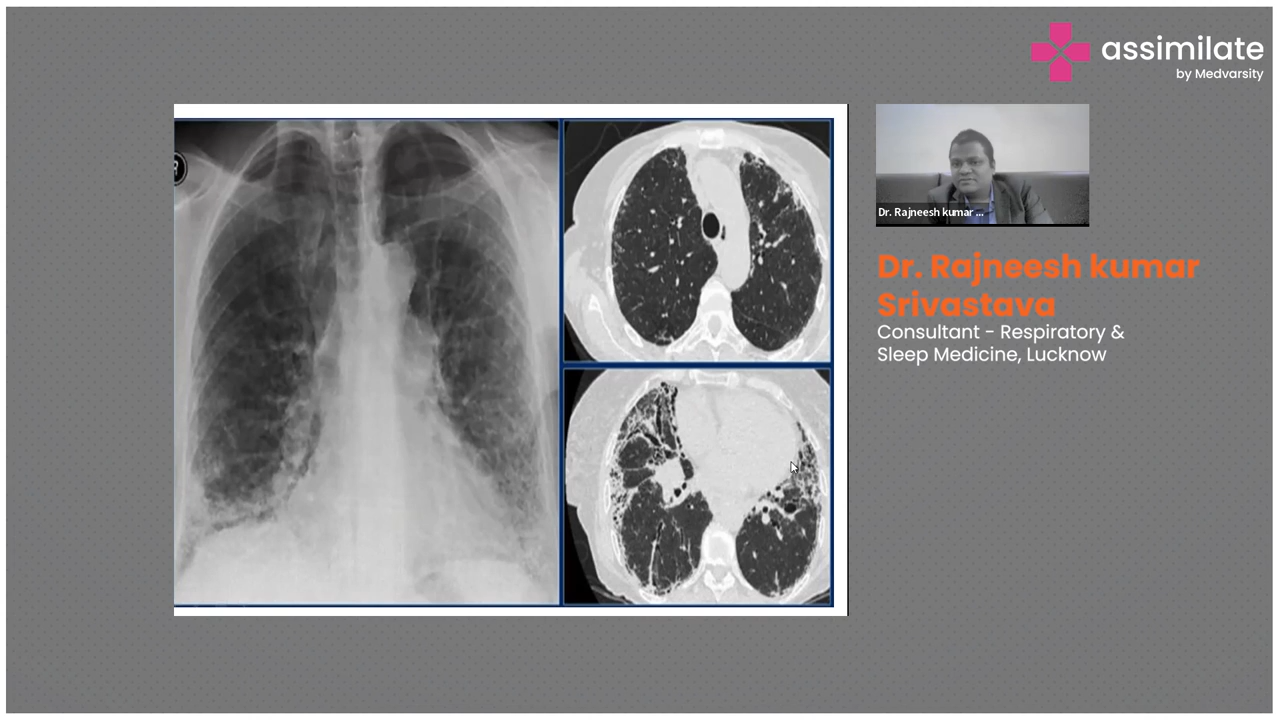 assimilate
by Medvarsity
R
Dr. Rajneesh kumar ...
Dr. Rajneesh kumar
Srivastava
Consultant - Respiratory &
Sleep Medicine, Lucknow